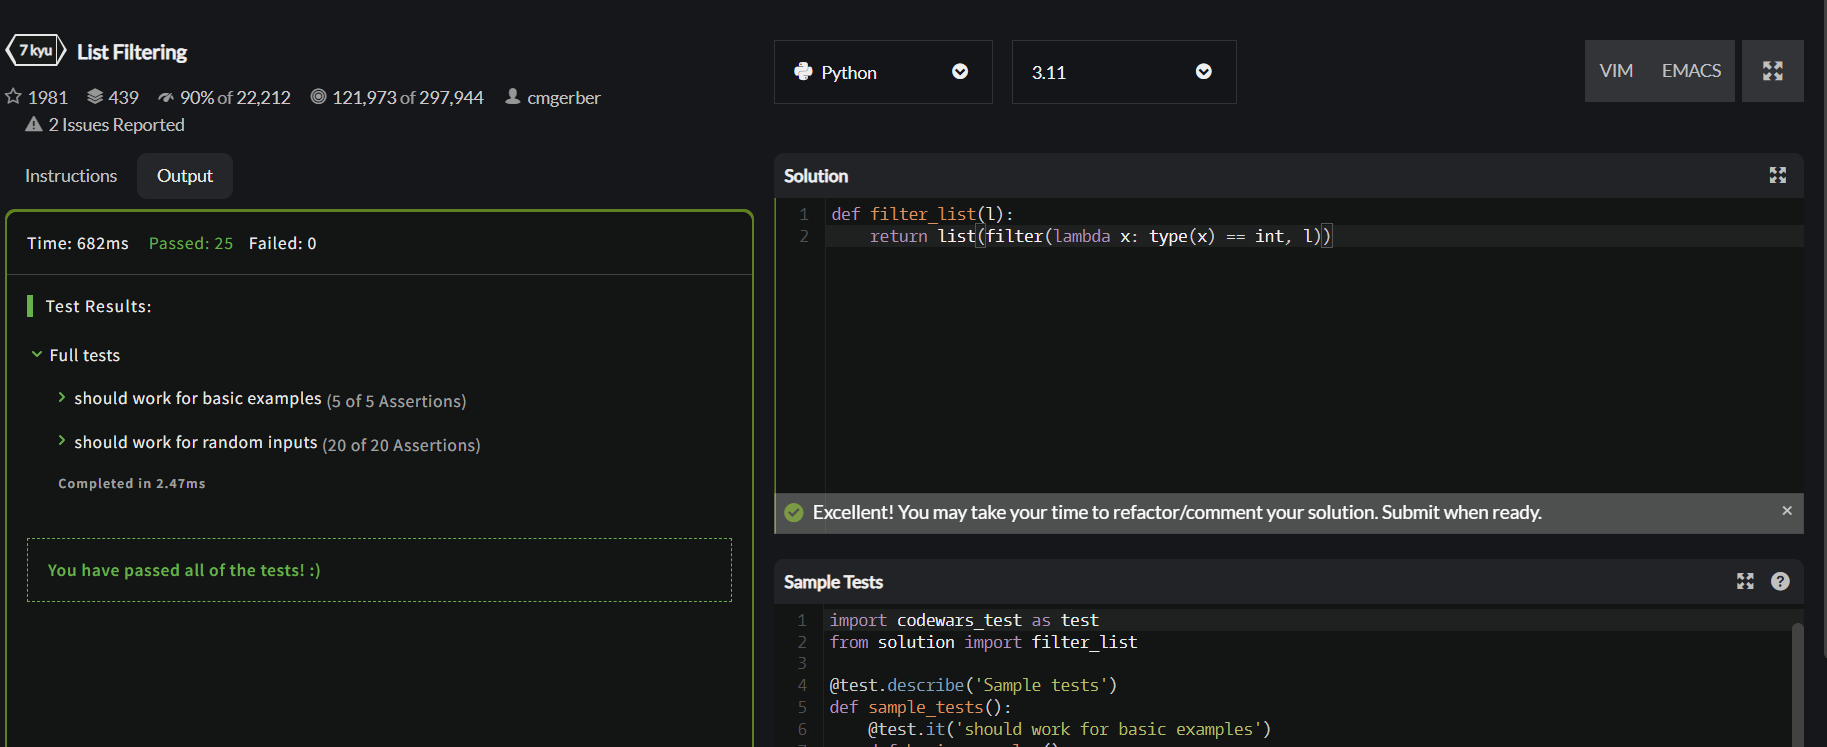 7 kyu List Filtering
1981 439 90% of 22,212 121,973 of 297,944 cmgerber
2 Issues Reported
Instructions Output
Time: 682ms Passed: 25 Failed: 0
Test Results:
Full tests
should work for basic examples (5 of 5 Assertions)
should work for random inputs (20 of 20 Assertions)
Completed in 2.47ms
You have passed all of the tests! :)
Python 3.11 VIM EMACS
Solution
1 def filter_list(l):
2     return list(filter(lambda x: type(x) == int, l))
Excellent! You may take your time to refactor/comment your solution. Submit when ready. ×
Sample Tests ?
1 import codewars_test as test
2 from solution import filter_list
3
4 @test.describe('Sample tests')
5 def sample_tests():
6     @test.it('should work for basic examples')